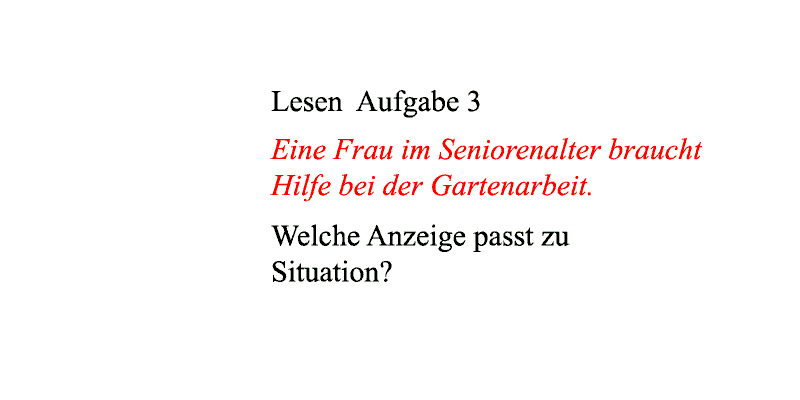 Lesen  Aufgabe 3
Eine Frau im Seniorenalter braucht
Hilfe bei der Gartenarbeit.
Welche Anzeige passt zu
Situation?